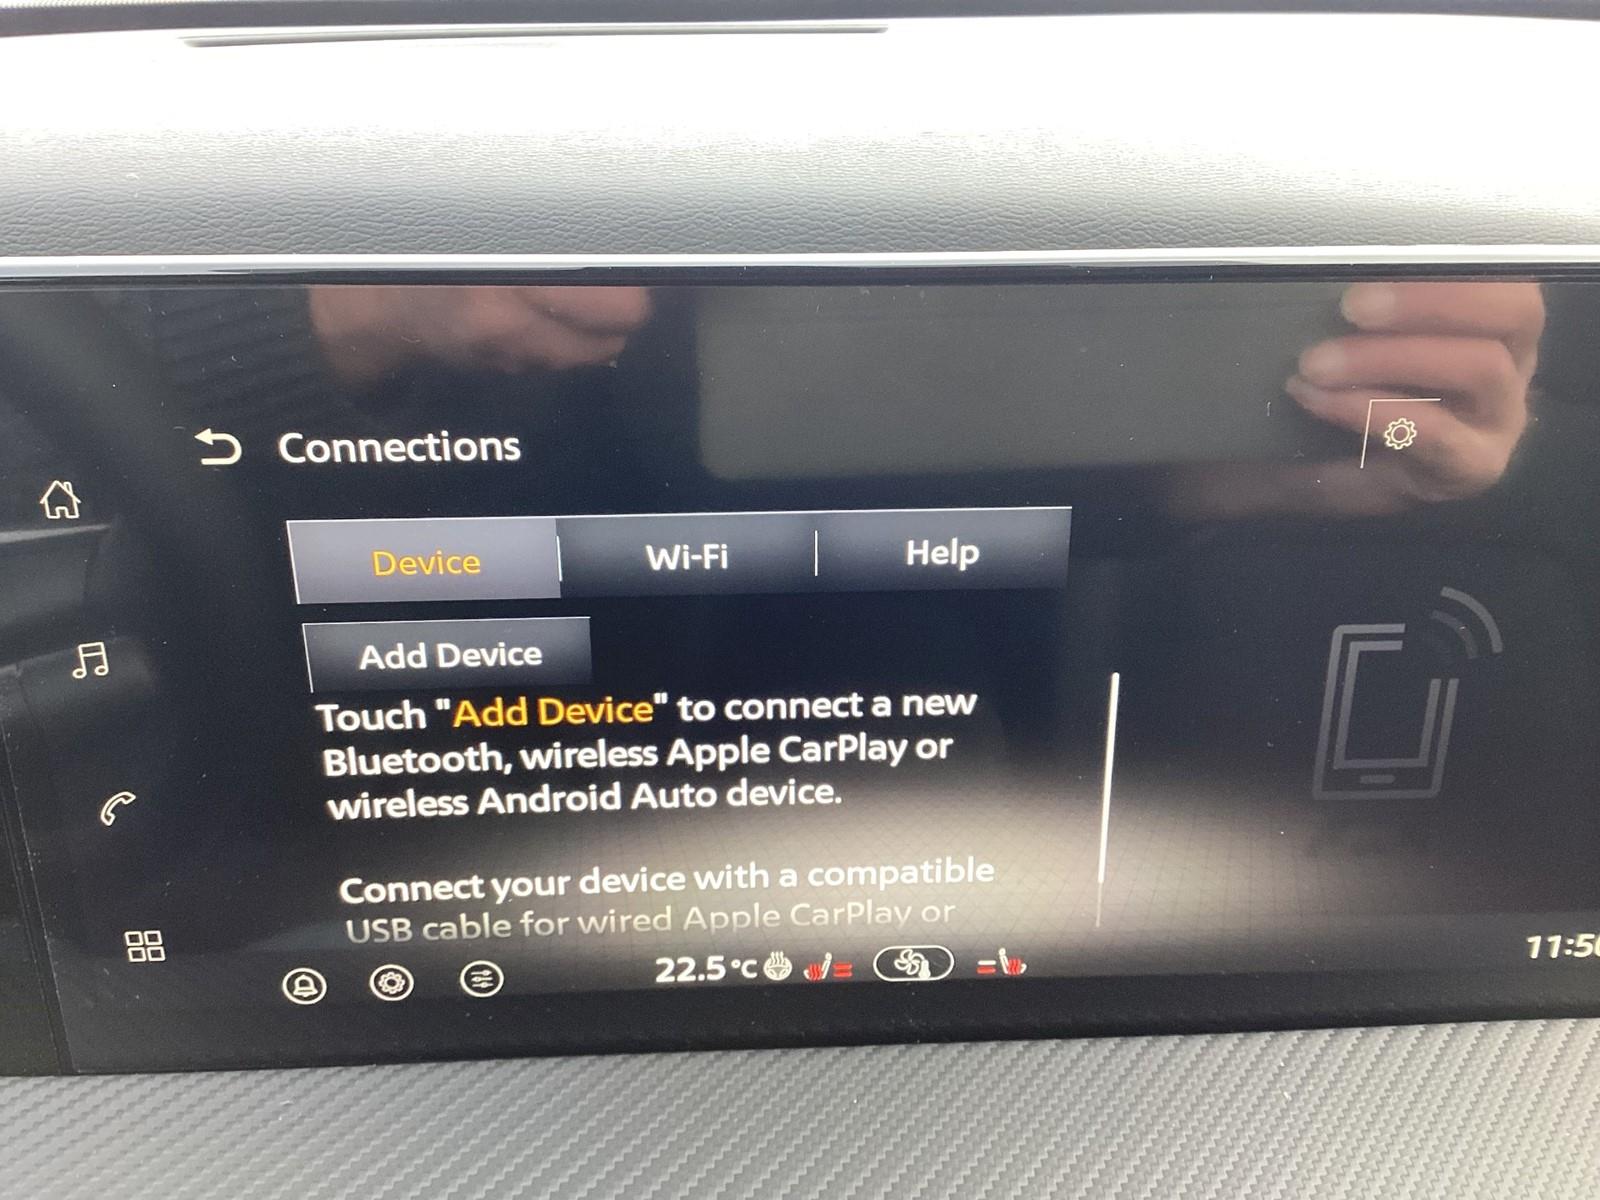 Connections
Device Wi-Fi Help
Add Device
Touch "Add Device" to connect a new
Bluetooth, wireless Apple CarPlay or
wireless Android Auto device.
Connect your device with a compatible
USB cable for wired Apple CarPlay or
22.5°C